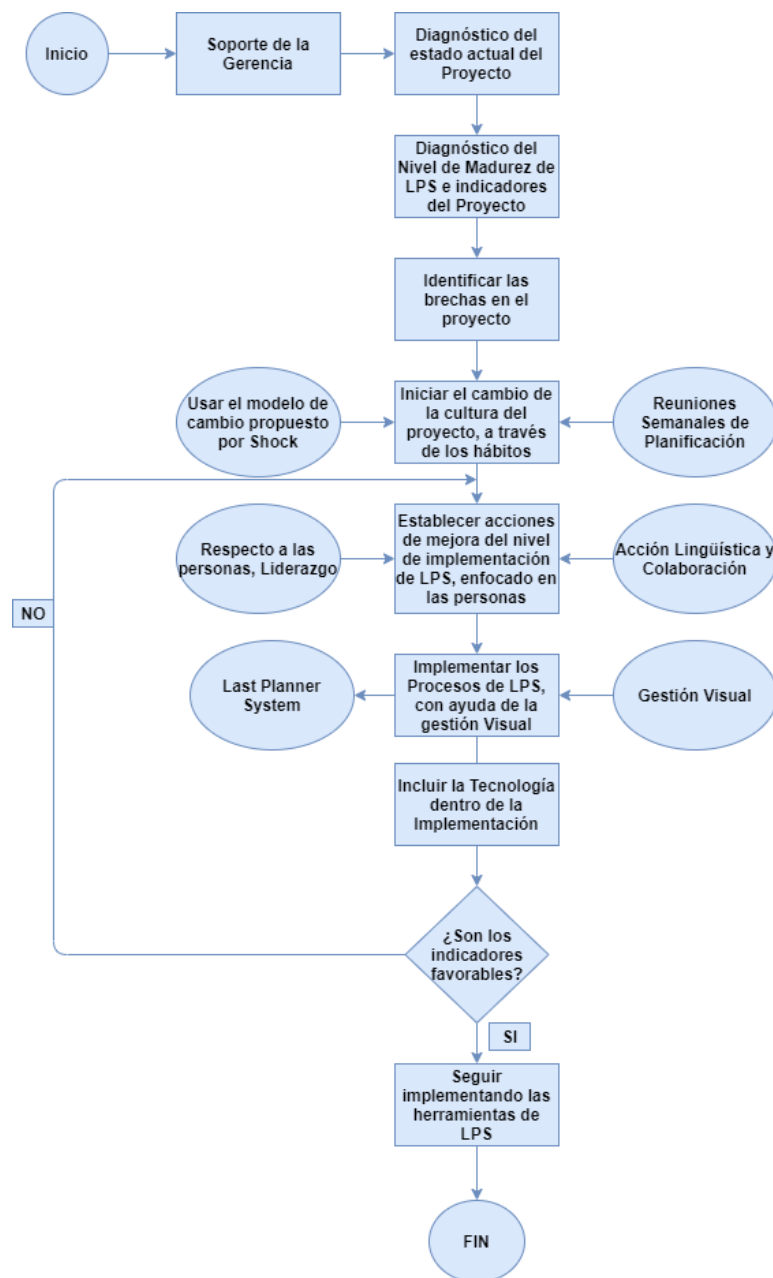 Inicio
Soporte de la
Gerencia
Diagnóstico del
estado actual del
Proyecto
Diagnóstico del
Nivel de Madurez de
LPS e indicadores
del Proyecto
Identificar las
brechas en el
proyecto
Usar el modelo de
cambio propuesto
por Shock
Iniciar el cambio de
la cultura del
proyecto, a través
de los hábitos
Reuniones
Semanales de
Planificación
Respecto a las
personas, Liderazgo
Establecer acciones
de mejora del nivel
de implementación
de LPS, enfocado en
las personas
Acción Lingüística y
Colaboración
NO
Last Planner
System
Implementar los
Procesos de LPS,
con ayuda de la
gestión Visual
Gestión Visual
Incluir la Tecnología
dentro de la
Implementación
¿Son los
indicadores
favorables?
SI
Seguir
implementando las
herramientas de
LPS
FIN